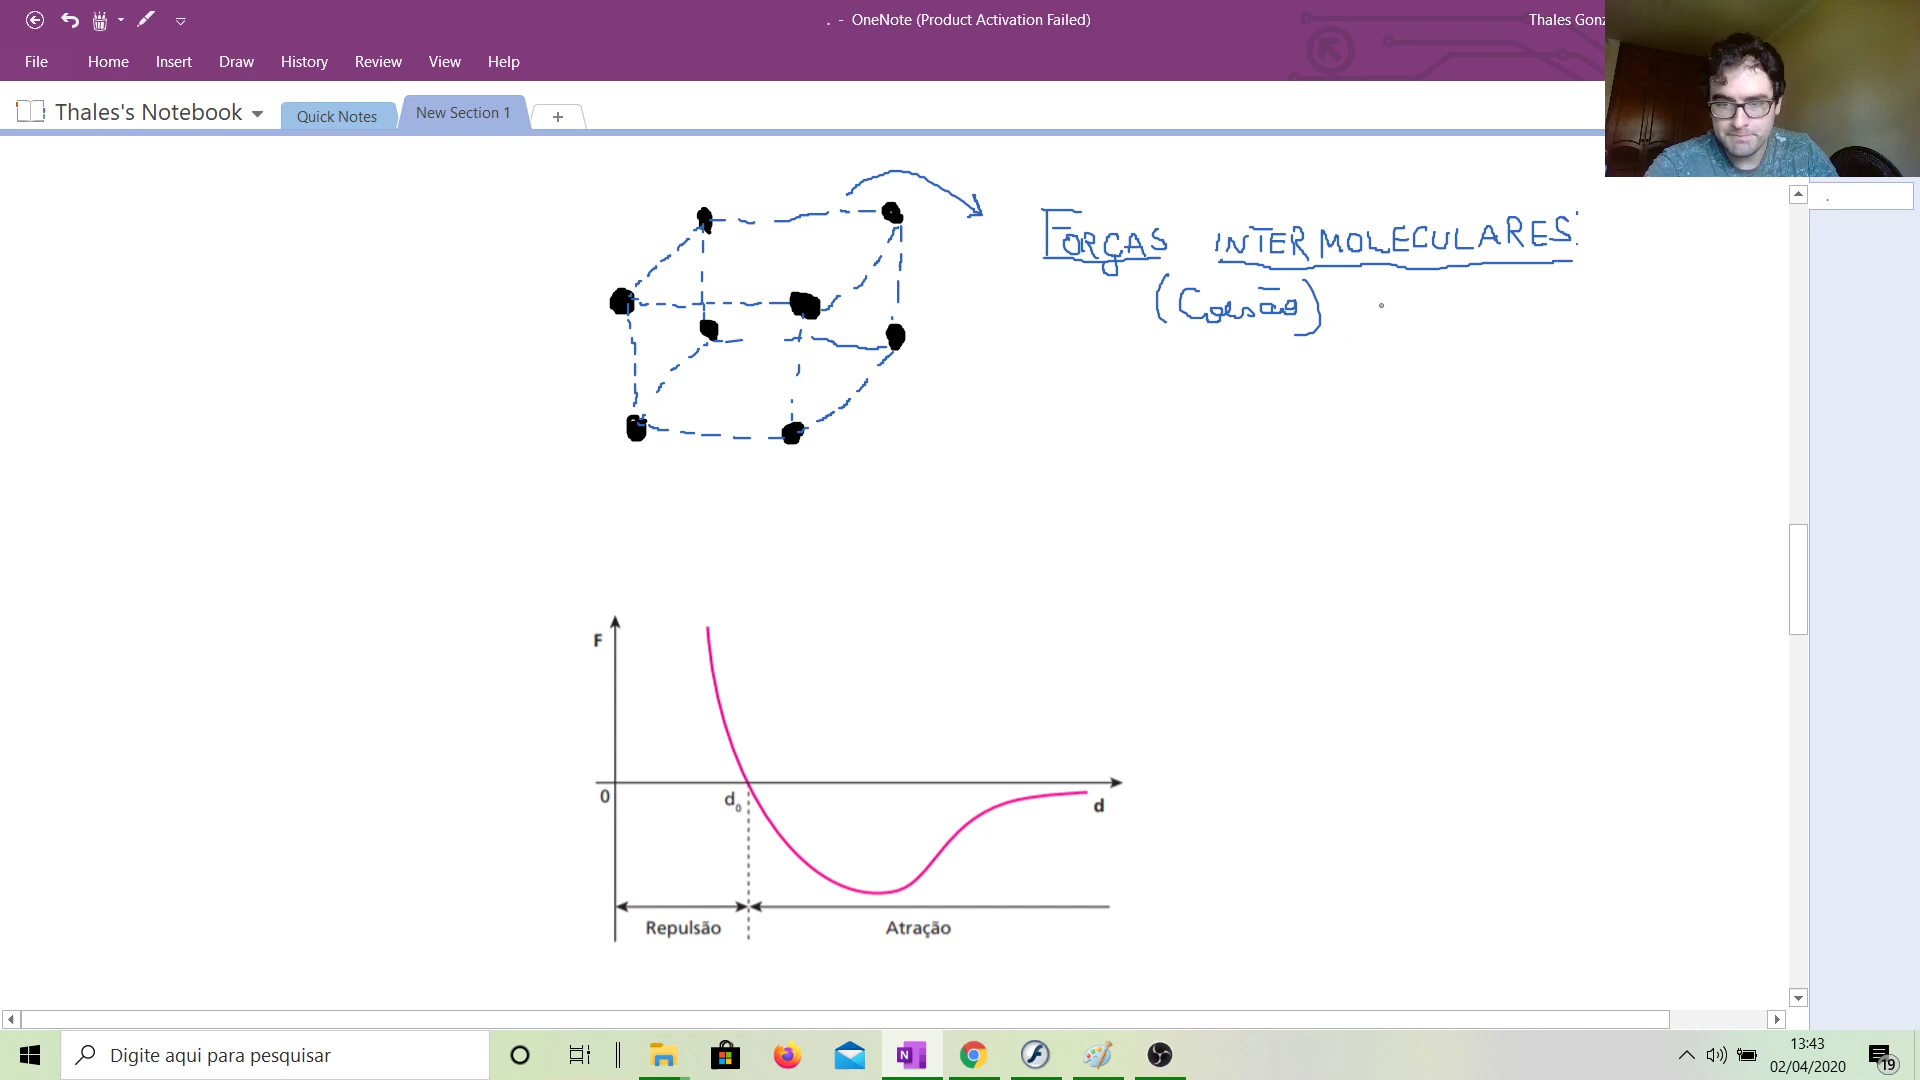 . - OneNote (Product Activation Failed)
Thales Gonz
File Home Insert Draw History Review View Help
Thales's Notebook
Quick Notes
New Section 1
+
.
FORÇAS INTERMOLECULARES:
(Coesão)
F
0
d0
d
Repulsão
Atração
Digite aqui para pesquisar
13:43
02/04/2020
19